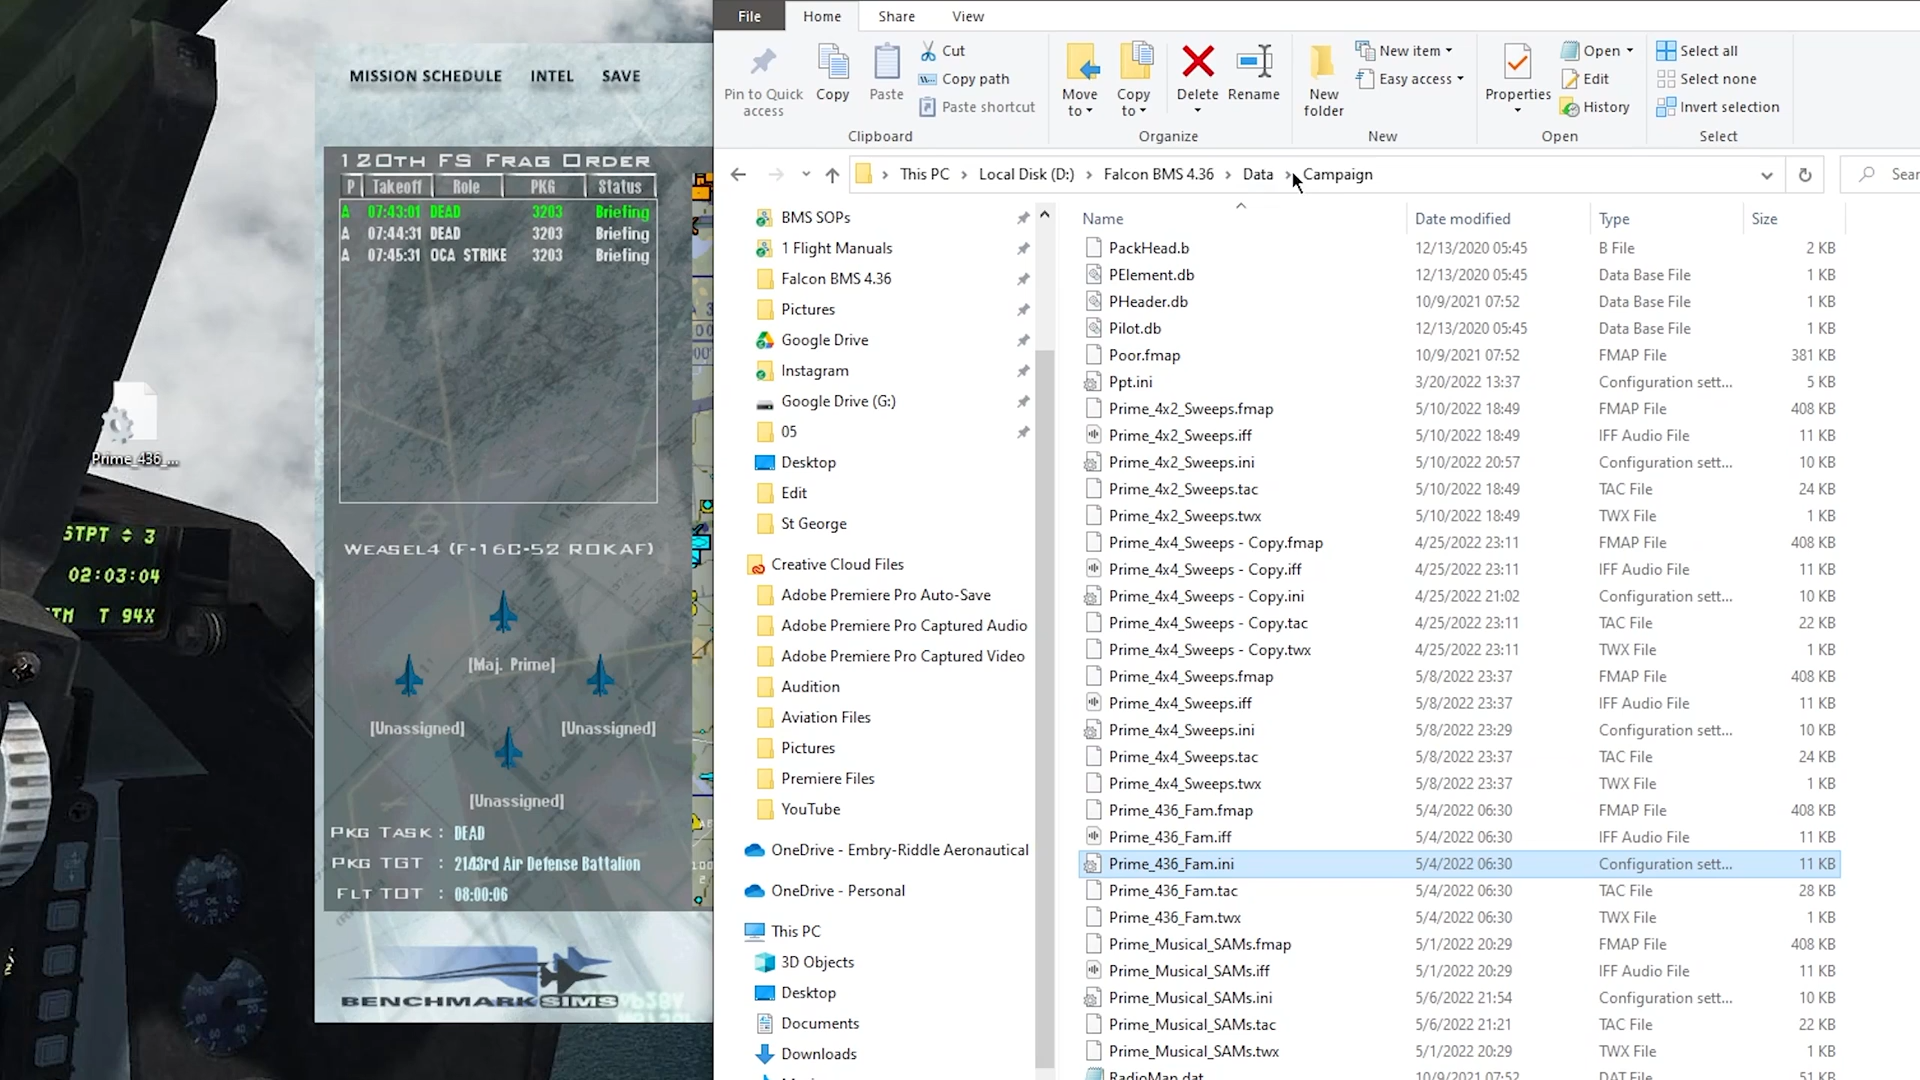 File Home Share View
Pin to Quick access
Copy
Paste
Cut
Copy path
Paste shortcut
Clipboard
Move to
Copy to
Delete
Rename
Organize
New folder
New item
Easy access
New
Properties
Open
Edit
History
Open
Select all
Select none
Invert selection
Select
This PC Local Disk (D:) Falcon BMS 4.36 Data Campaign
MISSION SCHEDULE INTEL SAVE
120th FS Frag Order
P Takeoff Role PKG Status
A 07:43:01 DEAD 3203 Briefing
A 07:44:31 DEAD 3203 Briefing
A 07:45:31 OCA STRIKE 3203 Briefing
Weasel4 (F-16C-52 ROKAF)
[Maj. Prime]
[Unassigned] [Unassigned]
[Unassigned]
Pkg Task : DEAD
Pkg TGT : 2143rd Air Defense Battalion
Flt TOT : 08:00:06
BENCHMARKSIMS
Prime_436_...
STPT 3
02:03:04
T 94X
BMS SOPs
1 Flight Manuals
Falcon BMS 4.36
Pictures
Google Drive
Instagram
Google Drive (G:)
05
Desktop
Edit
St George
Creative Cloud Files
Adobe Premiere Pro Auto-Save
Adobe Premiere Pro Captured Audio
Adobe Premiere Pro Captured Video
Audition
Aviation Files
Pictures
Premiere Files
YouTube
OneDrive - Embry-Riddle Aeronautical
OneDrive - Personal
This PC
3D Objects
Desktop
Documents
Downloads
Name Date modified Type Size
PackHead.b 12/13/2020 05:45 B File 2 KB
PElement.db 12/13/2020 05:45 Data Base File 1 KB
PHeader.db 10/9/2021 07:52 Data Base File 1 KB
Pilot.db 12/13/2020 05:45 Data Base File 1 KB
Poor.fmap 10/9/2021 07:52 FMAP File 381 KB
Ppt.ini 3/20/2022 13:37 Configuration sett... 5 KB
Prime_4x2_Sweeps.fmap 5/10/2022 18:49 FMAP File 408 KB
Prime_4x2_Sweeps.iff 5/10/2022 18:49 IFF Audio File 11 KB
Prime_4x2_Sweeps.ini 5/10/2022 20:57 Configuration sett... 10 KB
Prime_4x2_Sweeps.tac 5/10/2022 18:49 TAC File 24 KB
Prime_4x2_Sweeps.twx 5/10/2022 18:49 TWX File 1 KB
Prime_4x4_Sweeps - Copy.fmap 4/25/2022 23:11 FMAP File 408 KB
Prime_4x4_Sweeps - Copy.iff 4/25/2022 23:11 IFF Audio File 11 KB
Prime_4x4_Sweeps - Copy.ini 4/25/2022 21:02 Configuration sett... 10 KB
Prime_4x4_Sweeps - Copy.tac 4/25/2022 23:11 TAC File 22 KB
Prime_4x4_Sweeps - Copy.twx 4/25/2022 23:11 TWX File 1 KB
Prime_4x4_Sweeps.fmap 5/8/2022 23:37 FMAP File 408 KB
Prime_4x4_Sweeps.iff 5/8/2022 23:37 IFF Audio File 11 KB
Prime_4x4_Sweeps.ini 5/8/2022 23:29 Configuration sett... 10 KB
Prime_4x4_Sweeps.tac 5/8/2022 23:37 TAC File 24 KB
Prime_4x4_Sweeps.twx 5/8/2022 23:37 TWX File 1 KB
Prime_436_Fam.fmap 5/4/2022 06:30 FMAP File 408 KB
Prime_436_Fam.iff 5/4/2022 06:30 IFF Audio File 11 KB
Prime_436_Fam.ini 5/4/2022 06:30 Configuration sett... 11 KB
Prime_436_Fam.tac 5/4/2022 06:30 TAC File 28 KB
Prime_436_Fam.twx 5/4/2022 06:30 TWX File 1 KB
Prime_Musical_SAMs.fmap 5/1/2022 20:29 FMAP File 408 KB
Prime_Musical_SAMs.iff 5/1/2022 20:29 IFF Audio File 11 KB
Prime_Musical_SAMs.ini 5/6/2022 21:54 Configuration sett... 10 KB
Prime_Musical_SAMs.tac 5/6/2022 21:21 TAC File 22 KB
Prime_Musical_SAMs.twx 5/1/2022 20:29 TWX File 1 KB
RadioMan.dat 10/9/2021 07:52 DAT File 51 KB